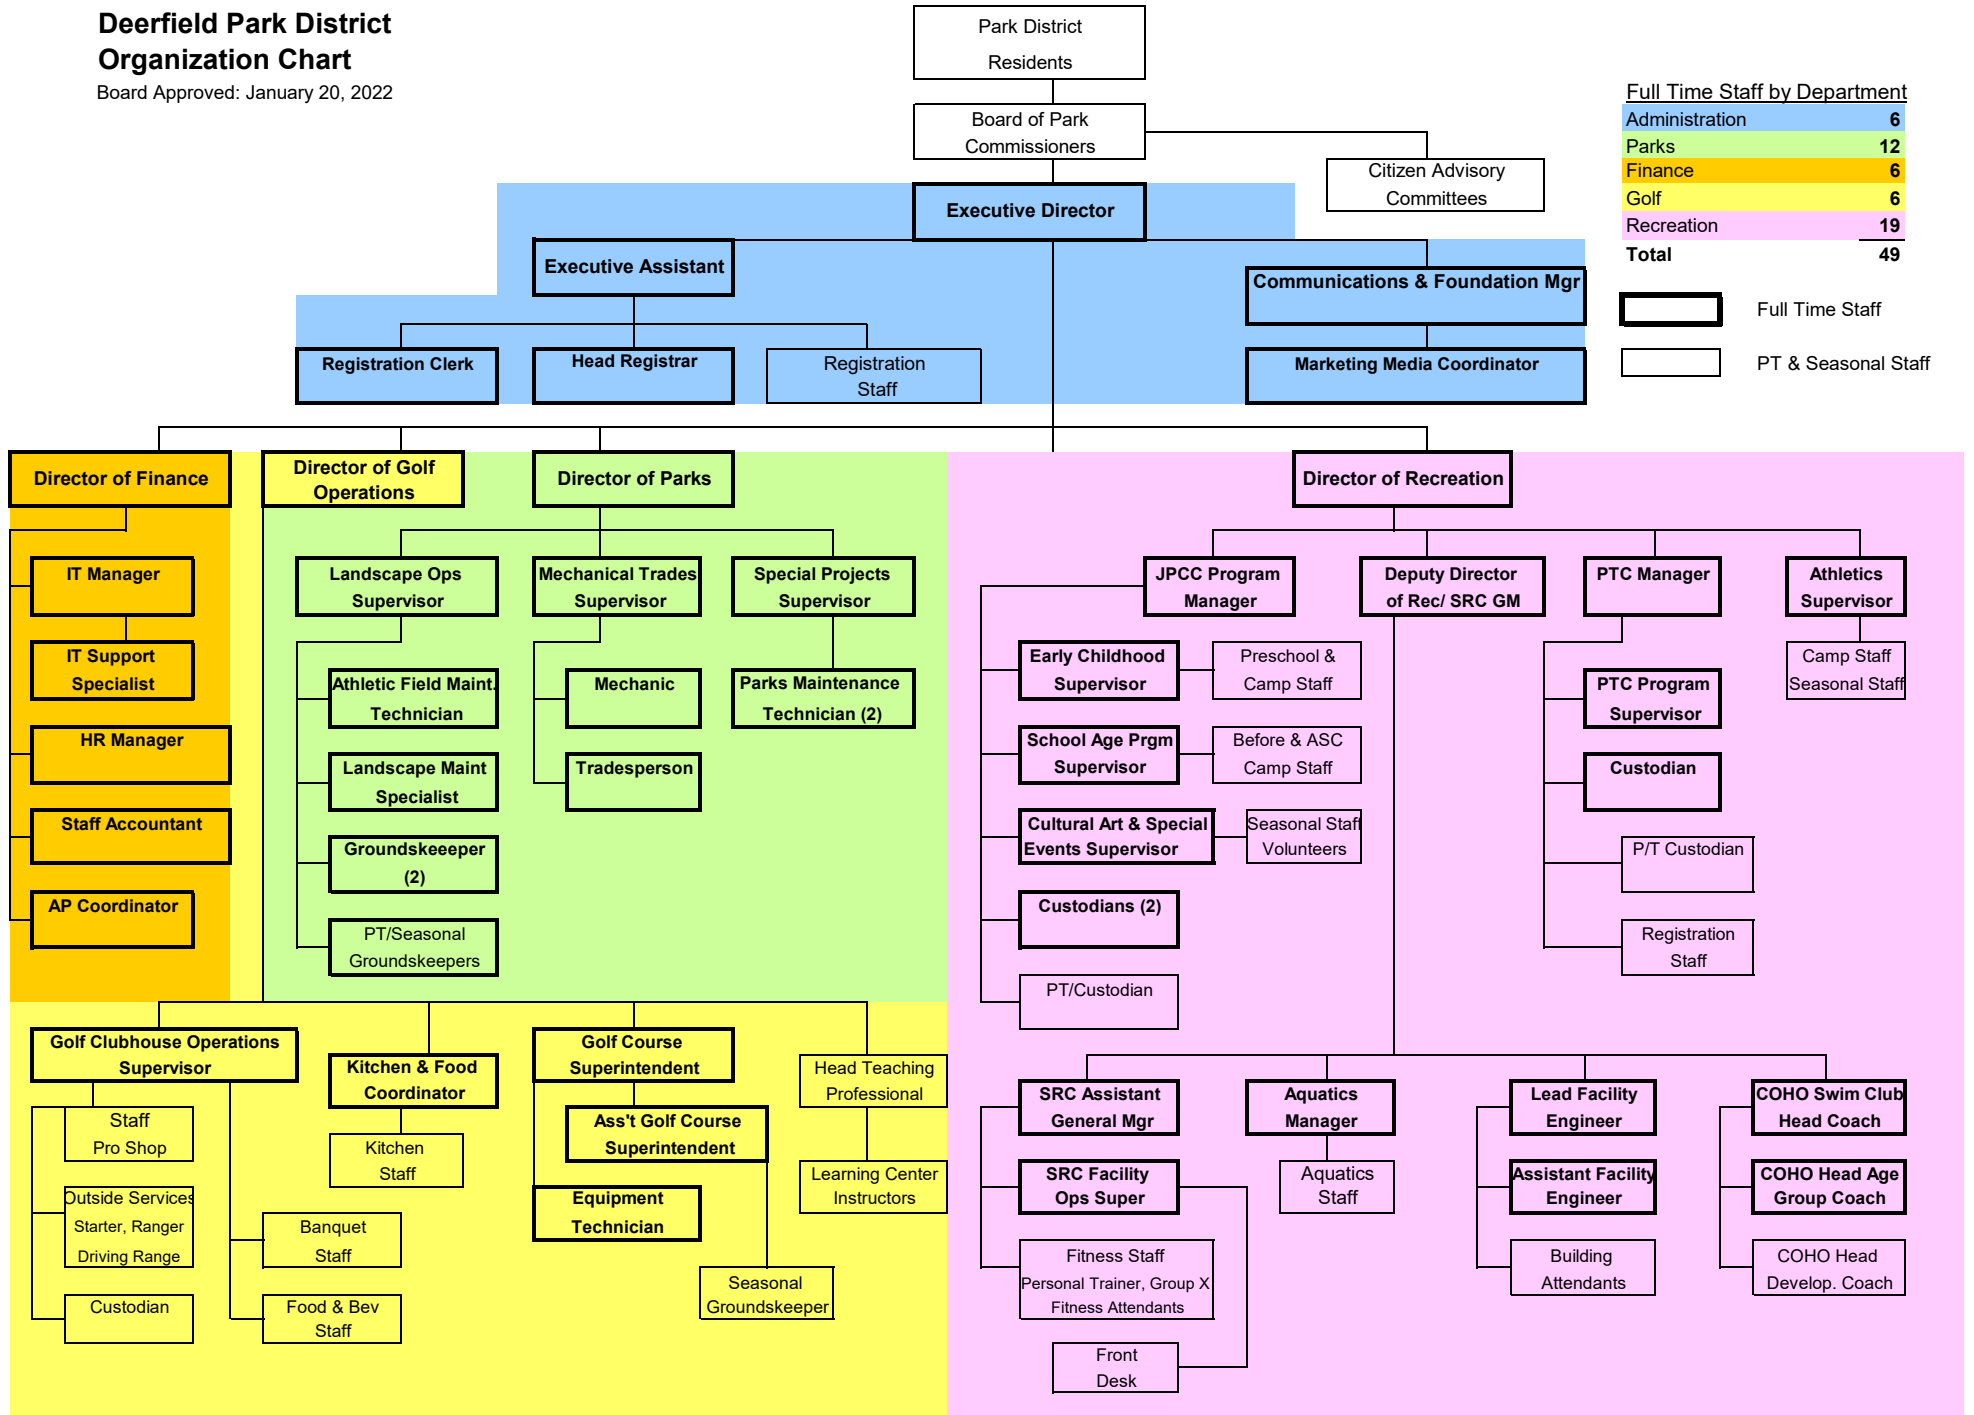 Deerfield Park District
Organization Chart
Board Approved: January 20, 2022
Park District
Residents
Board of Park
Commissioners
Citizen Advisory
Committees
Full Time Staff by Department
Administration 6
Parks 12
Finance 6
Golf 6
Recreation 19
Total 49
Full Time Staff
PT & Seasonal Staff
Executive Director
Executive Assistant
Communications & Foundation Mgr
Registration Clerk
Head Registrar
Registration
Staff
Marketing Media Coordinator
Director of Finance
Director of Golf
Operations
Director of Parks
Director of Recreation
IT Manager
IT Support
Specialist
HR Manager
Staff Accountant
AP Coordinator
Landscape Ops
Supervisor
Mechanical Trades
Supervisor
Special Projects
Supervisor
Athletic Field Maint.
Technician
Mechanic
Parks Maintenance
Technician (2)
Landscape Maint
Specialist
Tradesperson
Groundskeeeper
(2)
PT/Seasonal
Groundskeepers
JPCC Program
Manager
Deputy Director
of Rec/ SRC GM
PTC Manager
Athletics
Supervisor
Early Childhood
Supervisor
Preschool &
Camp Staff
Camp Staff
Seasonal Staff
PTC Program
Supervisor
School Age Prgm
Supervisor
Before & ASC
Camp Staff
Custodian
Cultural Art & Special
Events Supervisor
Seasonal Staff
Volunteers
P/T Custodian
Custodians (2)
Registration
Staff
PT/Custodian
Golf Clubhouse Operations
Supervisor
Kitchen & Food
Coordinator
Golf Course
Superintendent
Head Teaching
Professional
Staff
Pro Shop
Kitchen
Staff
Ass't Golf Course
Superintendent
Learning Center
Instructors
Outside Services
Starter, Ranger
Driving Range
Banquet
Staff
Equipment
Technician
Custodian
Food & Bev
Staff
Seasonal
Groundskeeper
SRC Assistant
General Mgr
Aquatics
Manager
Lead Facility
Engineer
COHO Swim Club
Head Coach
SRC Facility
Ops Super
Aquatics
Staff
Assistant Facility
Engineer
COHO Head Age
Group Coach
Fitness Staff
Personal Trainer, Group X
Fitness Attendants
Building
Attendants
COHO Head
Develop. Coach
Front
Desk